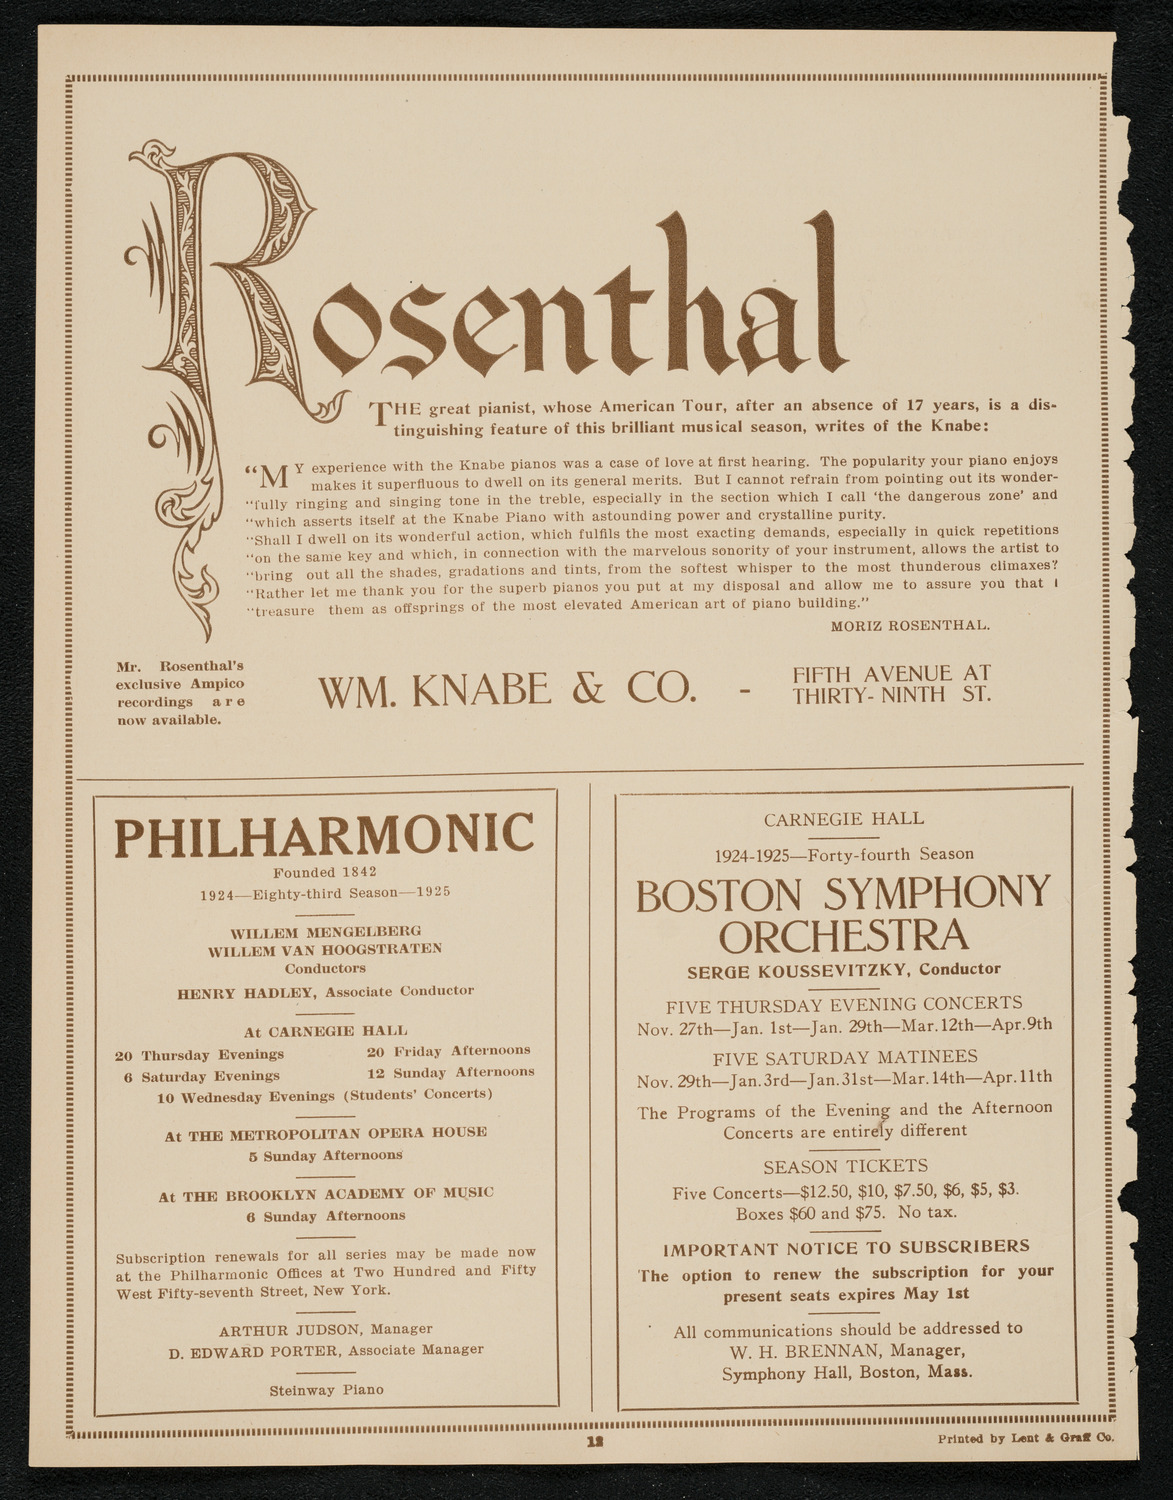 Rosenthal
THE great pianist, whose American Tour, after an absence of 17 years, is a dis-
tinguishing feature of this brilliant musical season, writes of the Knabe:
“MY experience with the Knabe pianos was a case of love at first hearing. The popularity your piano enjoys
makes it superfluous to dwell on its general merits. But I cannot refrain from pointing out its wonder-
“fully ringing and singing tone in the treble, especially in the section which I call ‘the dangerous zone’ and
“which asserts itself at the Knabe Piano with astounding power and crystalline purity.
“Shall I dwell on its wonderful action, which fulfils the most exacting demands, especially in quick repetitions
“on the same key and which, in connection with the marvelous sonority of your instrument, allows the artist to
“bring out all the shades, gradations and tints, from the softest whisper to the most thunderous climaxes?
“Rather let me thank you for the superb pianos you put at my disposal and allow me to assure you that I
“treasure them as offsprings of the most elevated American art of piano building.”
MORIZ ROSENTHAL.
Mr. Rosenthal's
exclusive Ampico
recordings are
now available.
WM. KNABE & CO. - FIFTH AVENUE AT
THIRTY-NINTH ST.
PHILHARMONIC
Founded 1842
1924—Eighty-third Season—1925
WILLEM MENGELBERG
WILLEM VAN HOOGSTRATEN
Conductors
HENRY HADLEY, Associate Conductor
At CARNEGIE HALL
20 Thursday Evenings 20 Friday Afternoons
6 Saturday Evenings 12 Sunday Afternoons
10 Wednesday Evenings (Students' Concerts)
At THE METROPOLITAN OPERA HOUSE
5 Sunday Afternoons
At THE BROOKLYN ACADEMY OF MUSIC
6 Sunday Afternoons
Subscription renewals for all series may be made now
at the Philharmonic Offices at Two Hundred and Fifty
West Fifty-seventh Street, New York.
ARTHUR JUDSON, Manager
D. EDWARD PORTER, Associate Manager
Steinway Piano
CARNEGIE HALL
1924-1925—Forty-fourth Season
BOSTON SYMPHONY
ORCHESTRA
SERGE KOUSSEVITZKY, Conductor
FIVE THURSDAY EVENING CONCERTS
Nov. 27th—Jan. 1st—Jan. 29th—Mar.12th—Apr.9th
FIVE SATURDAY MATINEES
Nov. 29th—Jan.3rd—Jan.31st—Mar.14th—Apr.11th
The Programs of the Evening and the Afternoon
Concerts are entirely different
SEASON TICKETS
Five Concerts—$12.50, $10, $7.50, $6, $5, $3.
Boxes $60 and $75. No tax.
IMPORTANT NOTICE TO SUBSCRIBERS
The option to renew the subscription for your
present seats expires May 1st
All communications should be addressed to
W. H. BRENNAN, Manager,
Symphony Hall, Boston, Mass.
12
Printed by Lent & Graff Co.